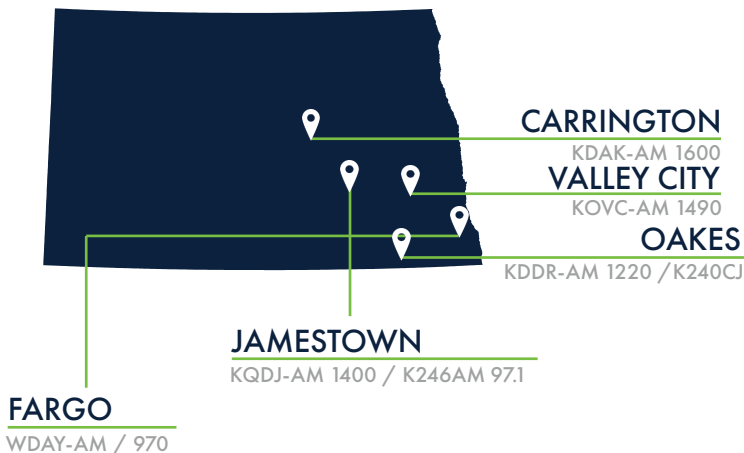 CARRINGTON
KDAK-AM 1600
VALLEY CITY
KOVC-AM 1490
OAKES
KDDR-AM 1220 /K240CJ
JAMESTOWN
KQDJ-AM 1400 / K246AM 97.1
FARGO
WDAY-AM / 970